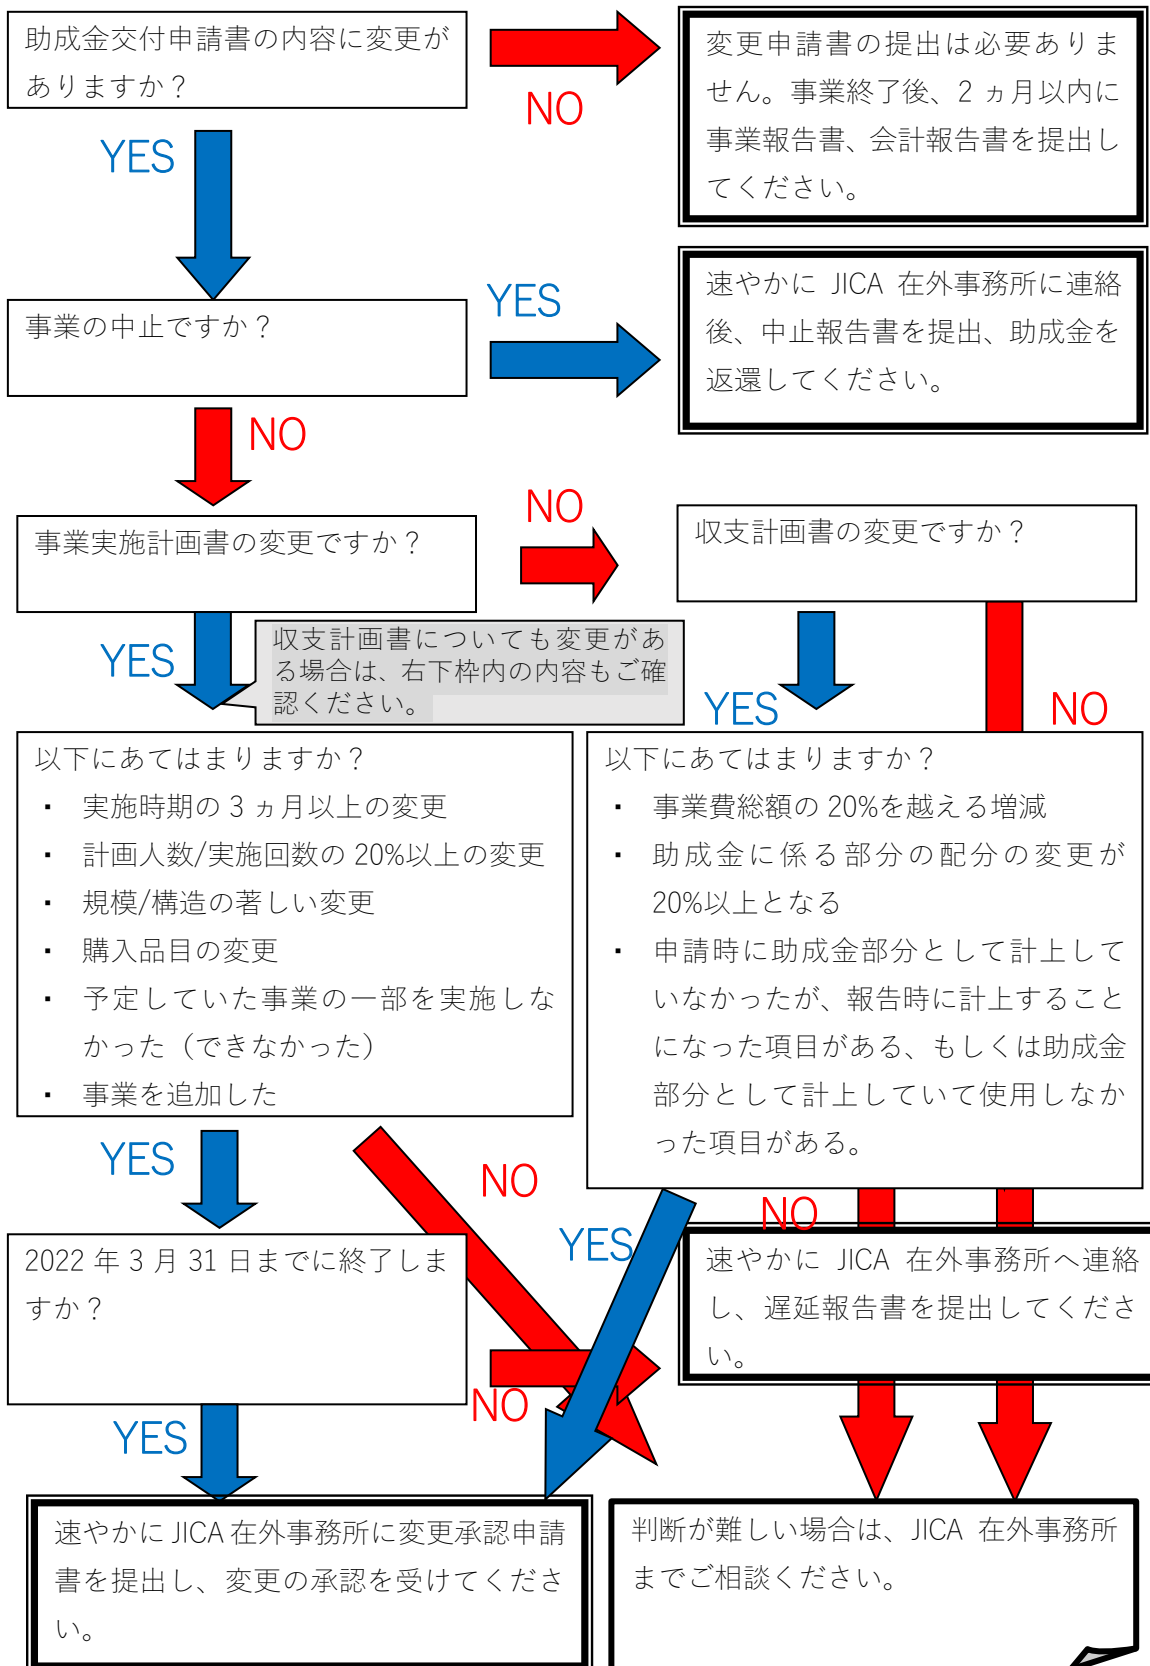 助成金交付申請書の内容に変更が
ありますか？
NO
変更申請書の提出は必要ありま
せん。事業終了後、2 ヵ月以内に
事業報告書、会計報告書を提出し
てください。
YES
事業の中止ですか？
YES
速やかに JICA 在外事務所に連絡
後、中止報告書を提出、助成金を
返還してください。
NO
事業実施計画書の変更ですか？
NO
収支計画書の変更ですか？
YES
収支計画書についても変更があ
る場合は、右下枠内の内容もご確
認ください。
YES
NO
以下にあてはまりますか？
・ 実施時期の 3 ヵ月以上の変更
・ 計画人数/実施回数の 20%以上の変更
・ 規模/構造の著しい変更
・ 購入品目の変更
・ 予定していた事業の一部を実施しな
かった（できなかった）
・ 事業を追加した
以下にあてはまりますか？
・ 事業費総額の 20%を越える増減
・ 助成金に係る部分の配分の変更が
20%以上となる
・ 申請時に助成金部分として計上して
いなかったが、報告時に計上すること
になった項目がある、もしくは助成金
部分として計上していて使用しなか
った項目がある。
YES
NO
YES
NO
2022 年 3 月 31 日までに終了しま
すか？
速やかに JICA 在外事務所へ連絡
し、遅延報告書を提出してくださ
い。
NO
YES
速やかに JICA 在外事務所に変更承認申請
書を提出し、変更の承認を受けてくださ
い。
判断が難しい場合は、JICA 在外事務所
までご相談ください。